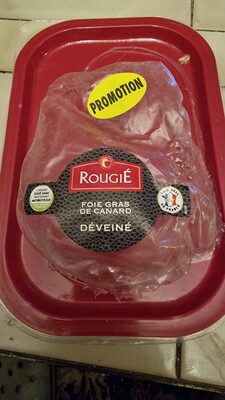 PROMOTION
ROUGIÉ
FOIE GRAS
DE CANARD
DÉVEINÉ